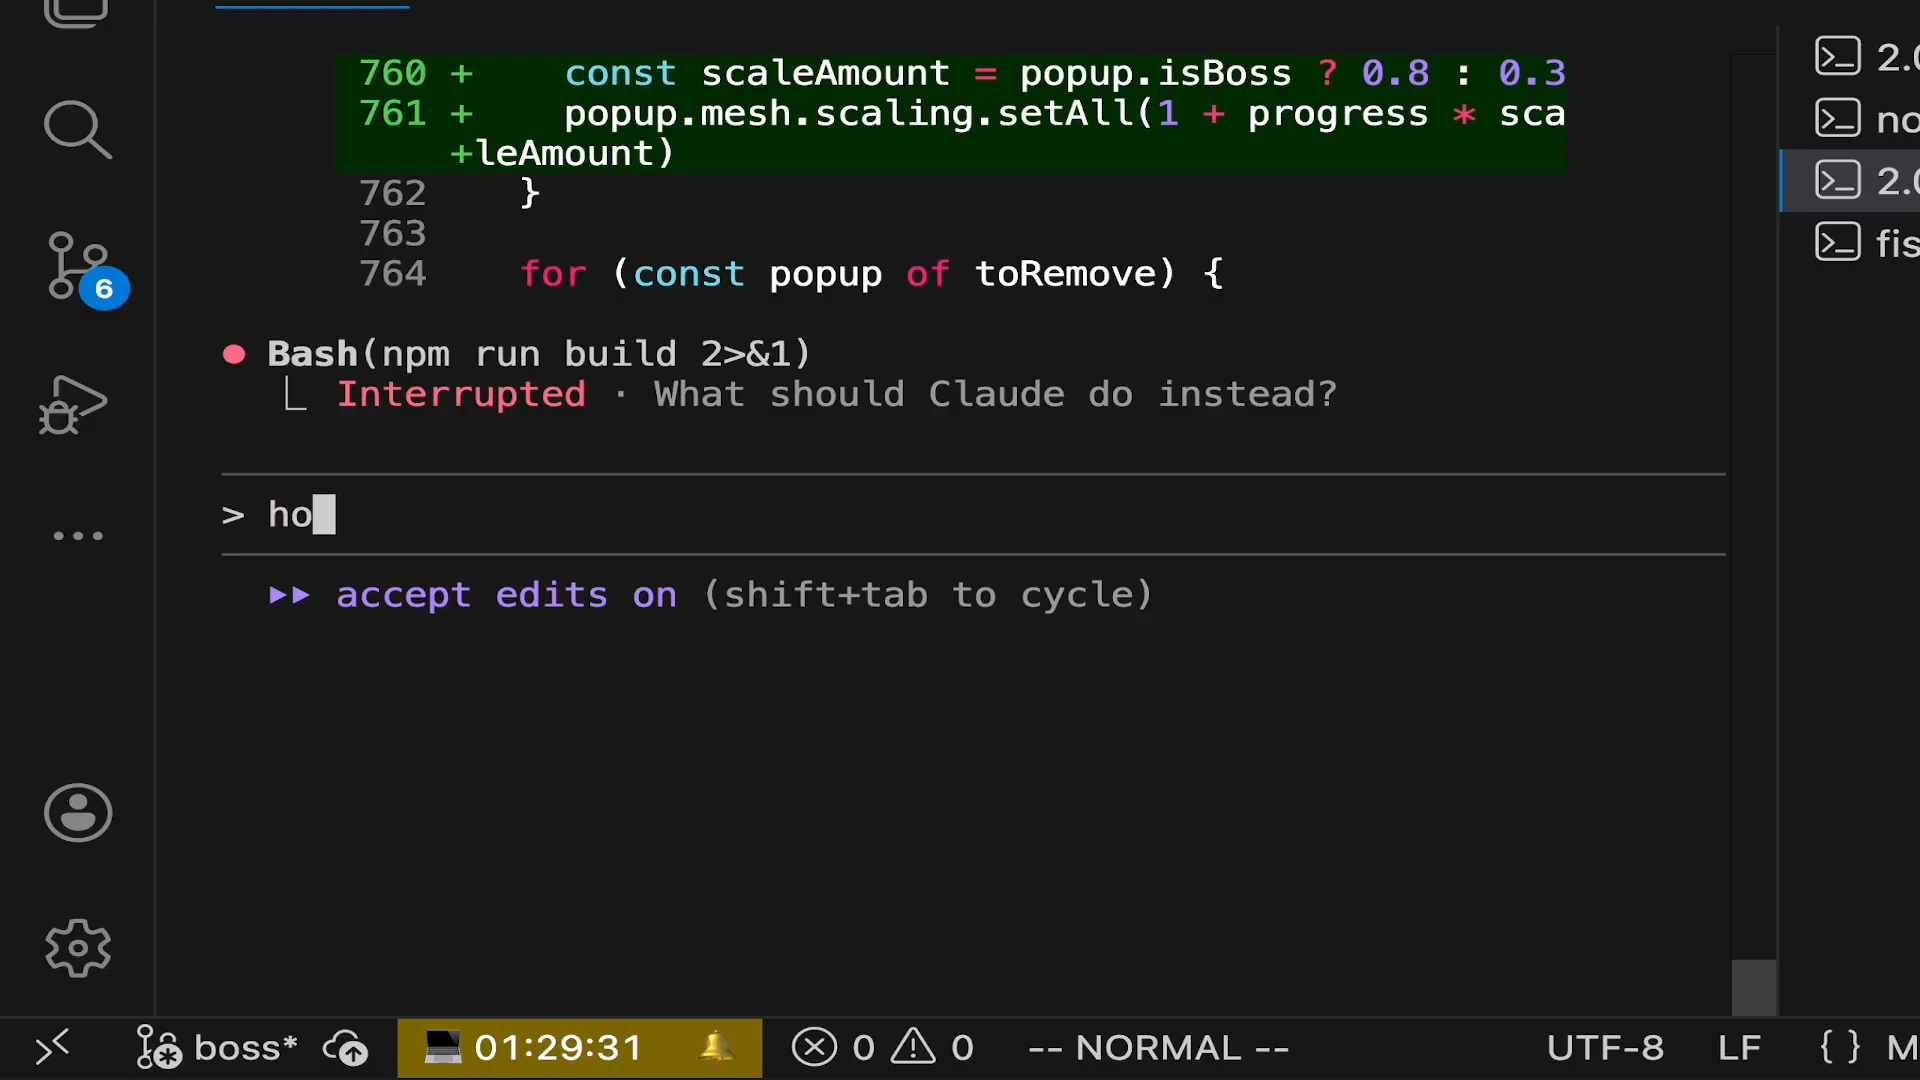 760 +    const scaleAmount = popup.isBoss ? 0.8 : 0.3
761 +    popup.mesh.scaling.setAll(1 + progress * sca
+leAmount)
762    }
763
764    for (const popup of toRemove) {
● Bash(npm run build 2>&1)
⎿ Interrupted · What should Claude do instead?
> ho
▸▸ accept edits on (shift+tab to cycle)
2.0
no
2.0
fis
6
boss*
01:29:31
0
0
-- NORMAL --
UTF-8
LF
{ } M